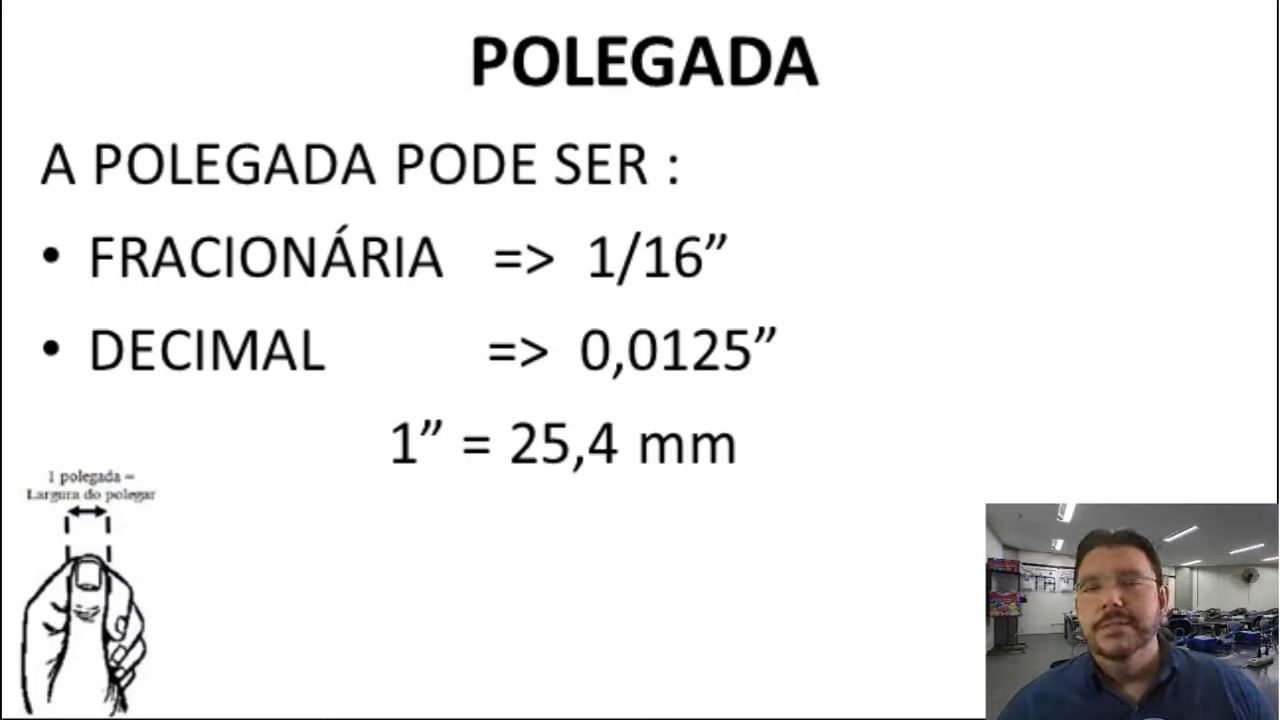 POLEGADA
A POLEGADA PODE SER :
• FRACIONÁRIA => 1/16”
• DECIMAL => 0,0125”
1” = 25,4 mm
1 polegada =
Largura do polegar